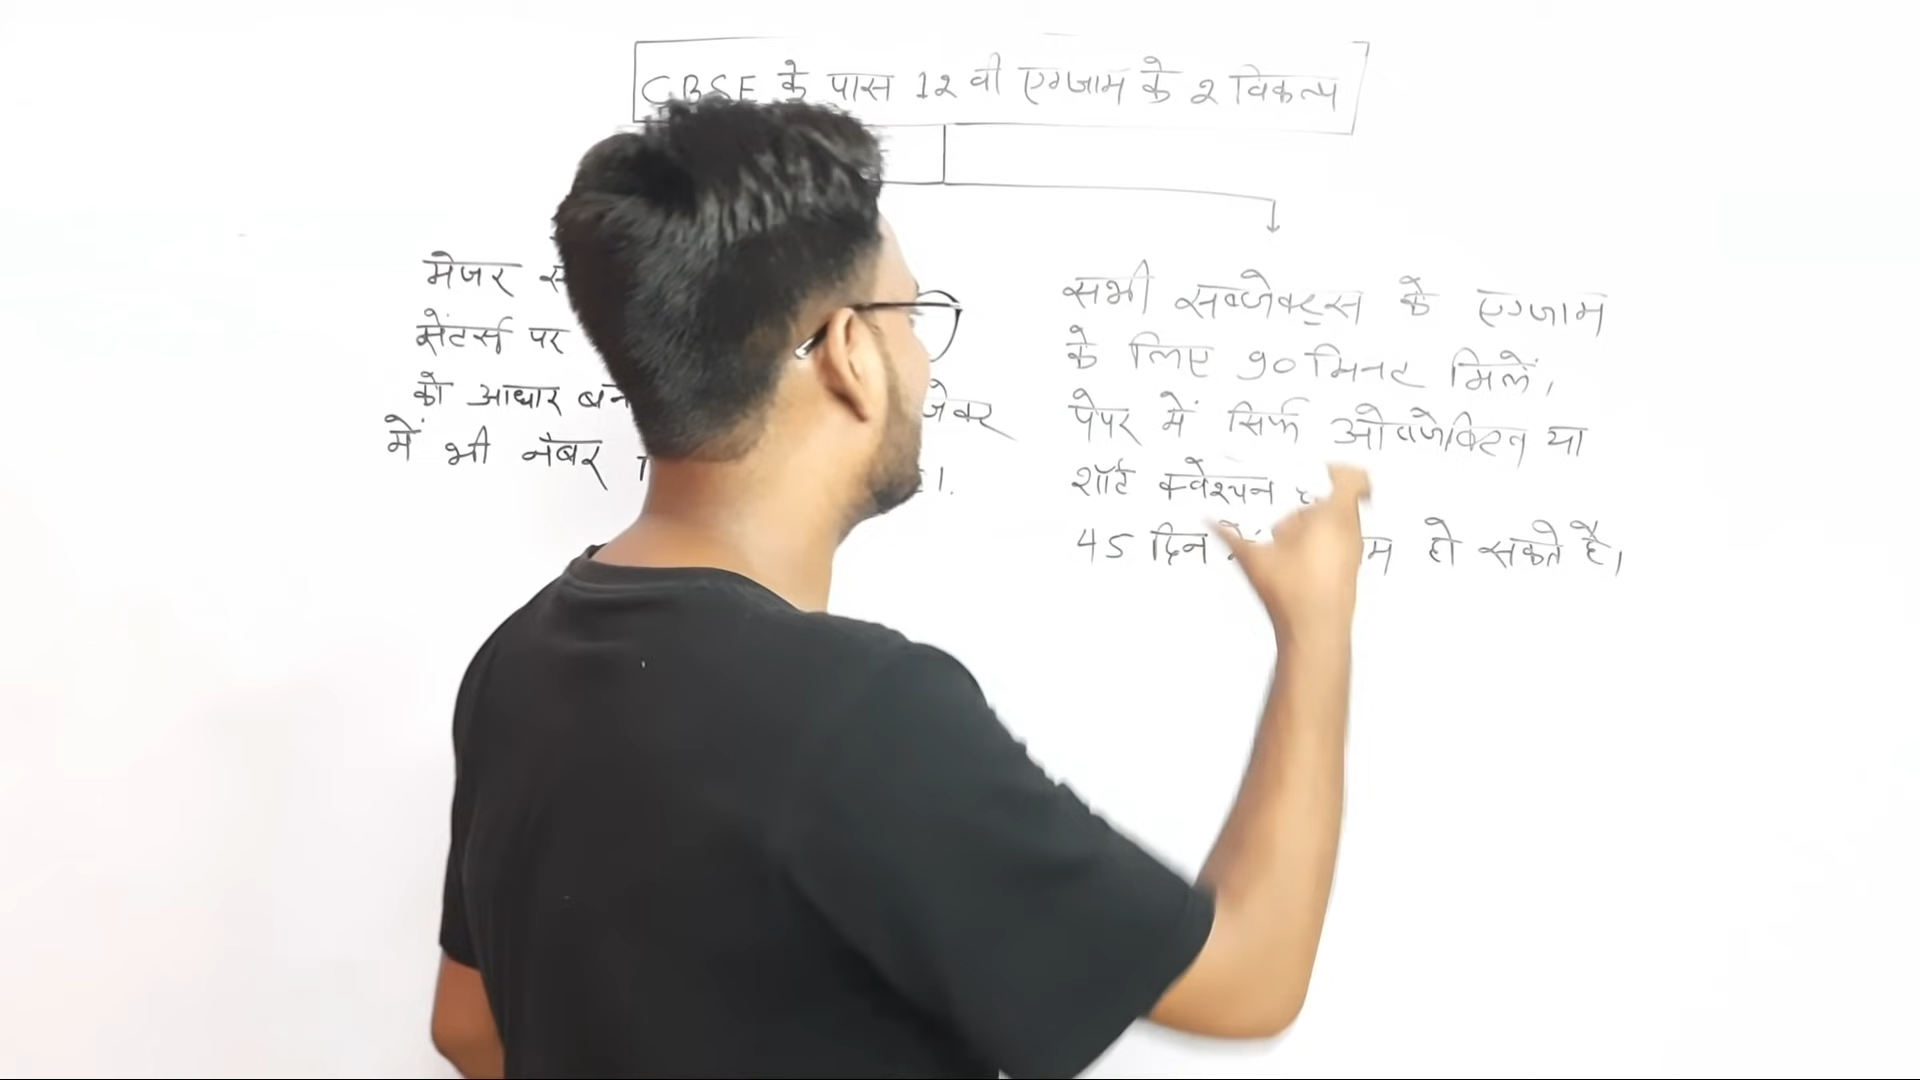 CBSE के पास 12 वी एग्जाम के 2 विकल्प
मेजर
सेंटर्स पर
को आधार
में भी नंबर
सभी सब्जेक्ट्स के एग्जाम
के लिए 90 मिनट मिलें,
पेपर में सिर्फ ओब्जेक्टिव या
शॉर्ट क्वेश्चन
45 दिन में हो सकते है।